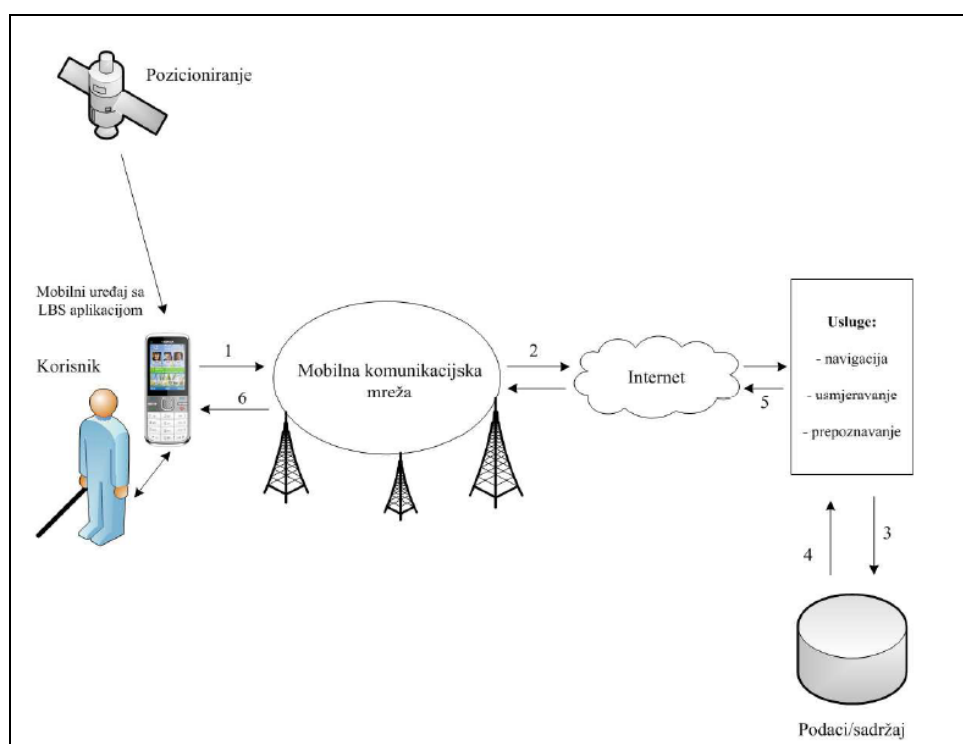 Pozicioniranje
Mobilni uređaj sa
LBS aplikacijom
Korisnik
1
6
Mobilna komunikacijska
mreža
2
Internet
5
Usluge:
- navigacija
- usmjeravanje
- prepoznavanje
4
3
Podaci/sadržaj